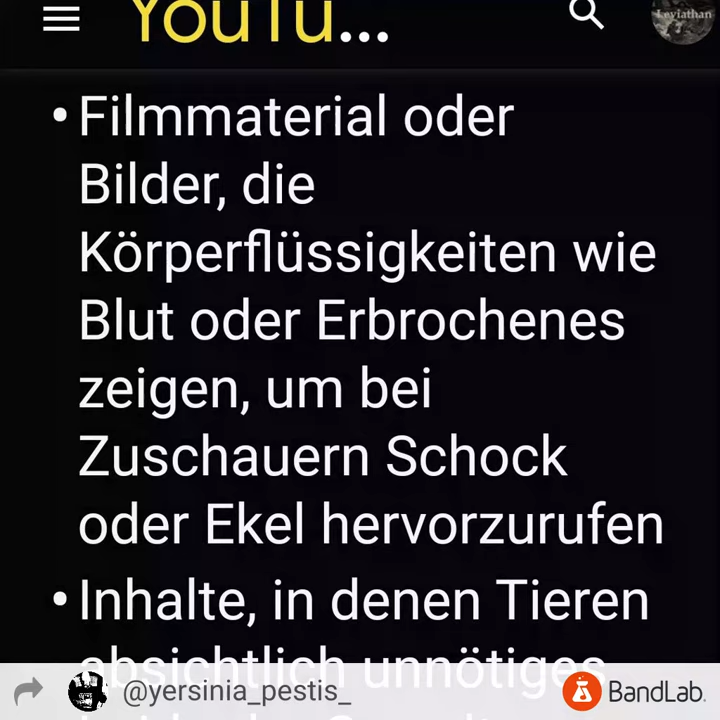 YouTu...
Leviathan
• Filmmaterial oder
Bilder, die
Körperflüssigkeiten wie
Blut oder Erbrochenes
zeigen, um bei
Zuschauern Schock
oder Ekel hervorzurufen
• Inhalte, in denen Tieren
absichtlich unnötiges
@yersinia_pestis_
BandLab.